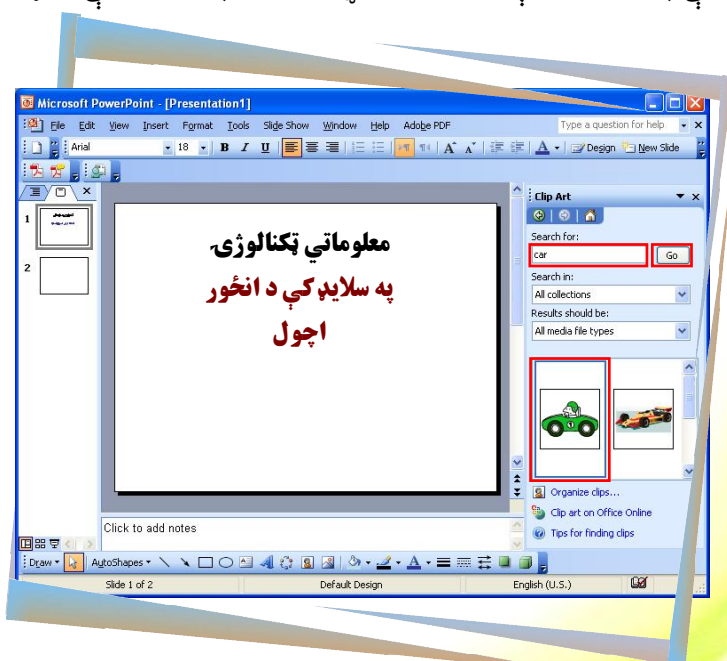 Microsoft PowerPoint - [Presentation1]
File Edit View Insert Format Tools Slide Show Window Help Adobe PDF Type a question for help
Arial 18 B I U A A A Design New Slide
Clip Art
1
2
معلوماتي ټکنالوژۍ
په سلايډ کې د انځور
اچول
Search for:
car Go
Search in:
All collections
Results should be:
All media file types
Organize clips...
Clip art on Office Online
Tips for finding clips
Click to add notes
Draw AutoShapes A
Slide 1 of 2 Default Design English (U.S.)